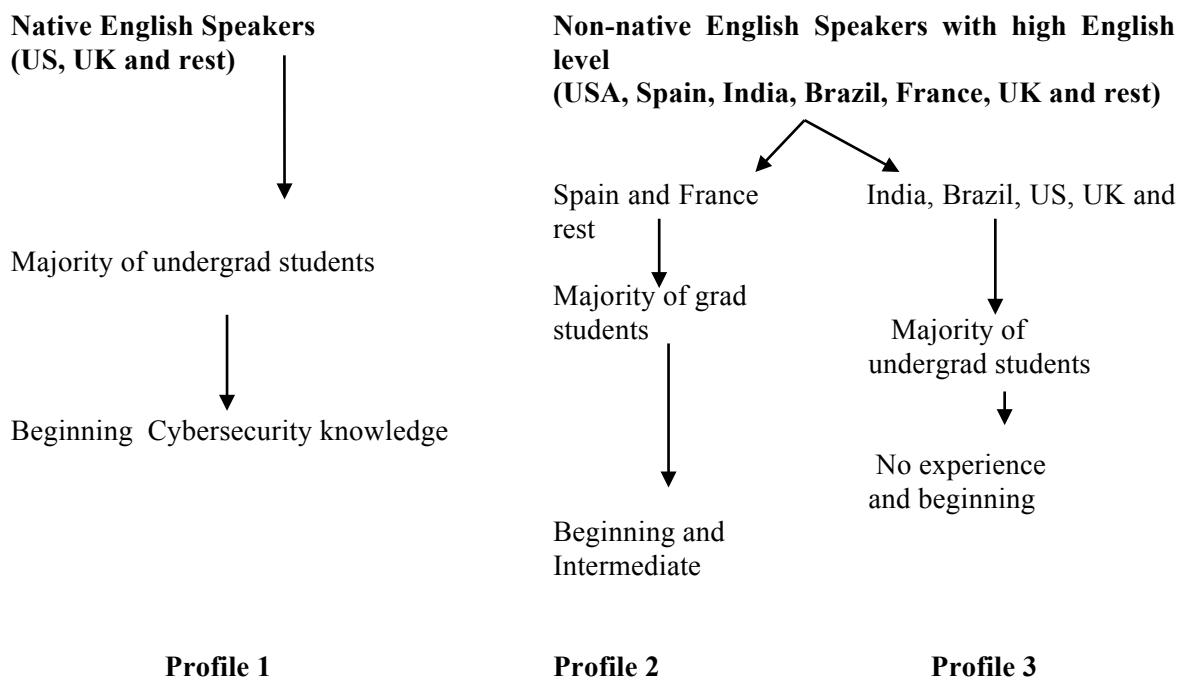 Native English Speakers
(US, UK and rest)
Non-native English Speakers with high English
level
(USA, Spain, India, Brazil, France, UK and rest)
Spain and France
rest
India, Brazil, US, UK and
Majority of undergrad students
Majority of grad
students
Majority of
undergrad students
Beginning  Cybersecurity knowledge
No experience
and beginning
Beginning and
Intermediate
Profile 1
Profile 2
Profile 3